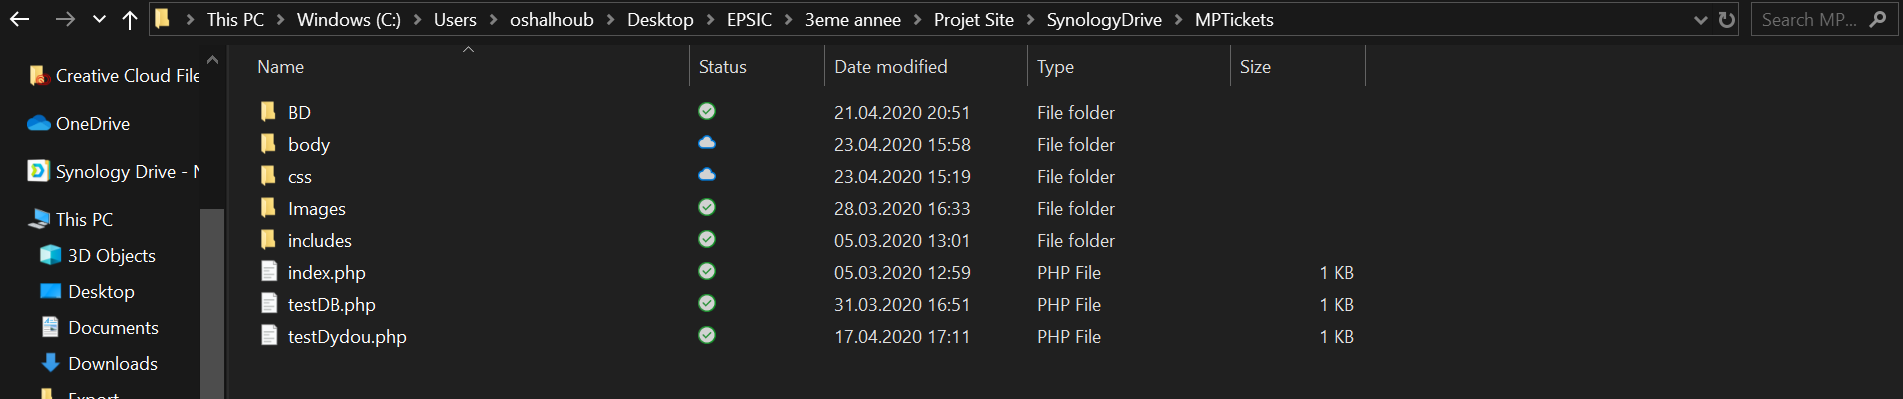 This PC > Windows (C:) > Users > oshalhoub > Desktop > EPSIC > 3eme annee > Projet Site > SynologyDrive > MPTickets
Search MP...
Name Status Date modified Type Size
Creative Cloud File
OneDrive
Synology Drive - N
This PC
3D Objects
Desktop
Documents
Downloads
Export
BD 21.04.2020 20:51 File folder
body 23.04.2020 15:58 File folder
css 23.04.2020 15:19 File folder
Images 28.03.2020 16:33 File folder
includes 05.03.2020 13:01 File folder
index.php 05.03.2020 12:59 PHP File 1 KB
testDB.php 31.03.2020 16:51 PHP File 1 KB
testDydou.php 17.04.2020 17:11 PHP File 1 KB